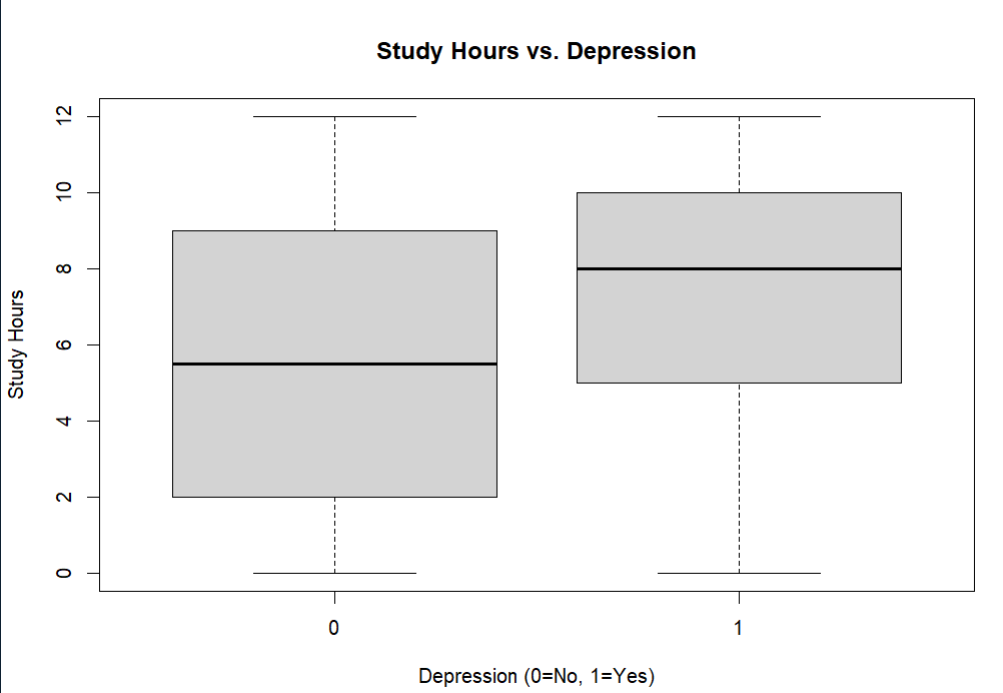 Study Hours vs. Depression
Study Hours
12
10
8
6
4
2
0
0 1
Depression (0=No, 1=Yes)